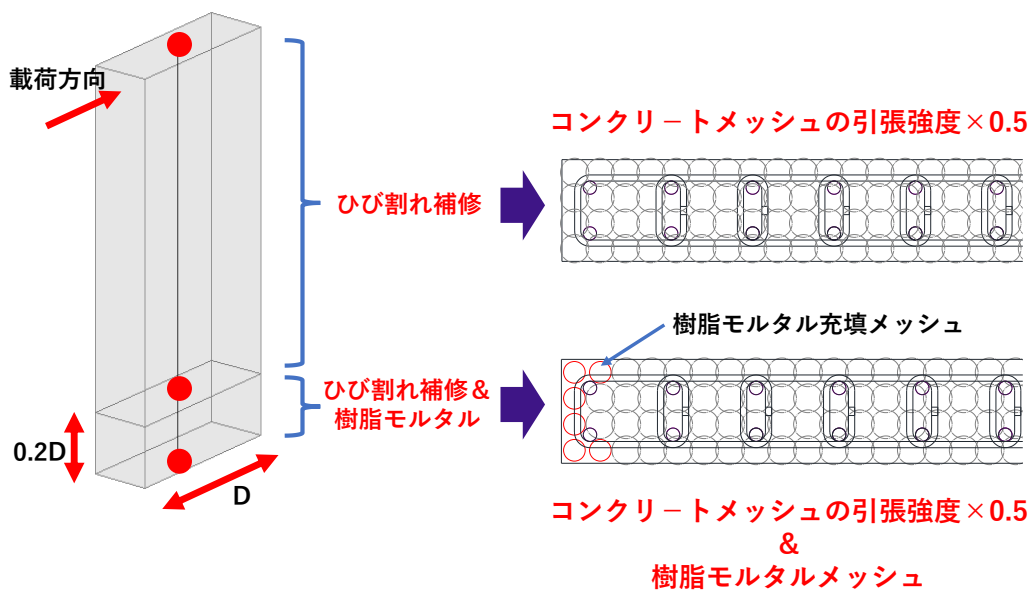 載荷方向
コンクリ－トメッシュの引張強度×0.5
ひび割れ補修
樹脂モルタル充填メッシュ
ひび割れ補修＆
樹脂モルタル
0.2D
D
コンクリ－トメッシュの引張強度×0.5
&
樹脂モルタルメッシュ